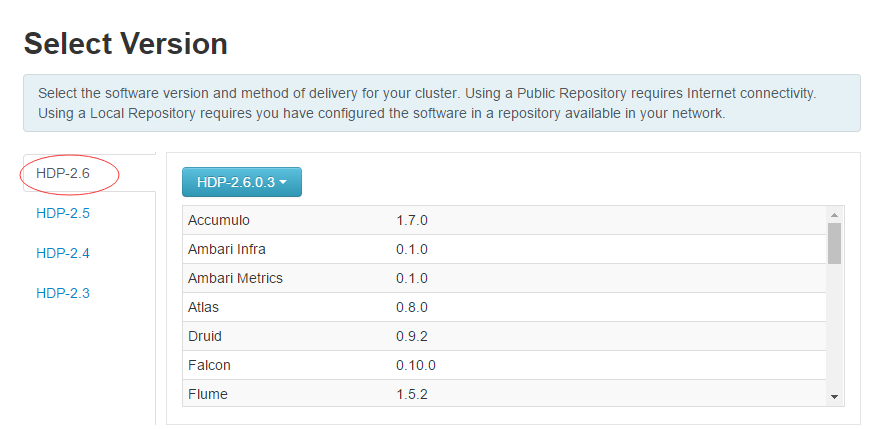 Select Version
Select the software version and method of delivery for your cluster. Using a Public Repository requires Internet connectivity.
Using a Local Repository requires you have configured the software in a repository available in your network.
HDP-2.6
HDP-2.5
HDP-2.4
HDP-2.3
HDP-2.6.0.3
Accumulo 1.7.0
Ambari Infra 0.1.0
Ambari Metrics 0.1.0
Atlas 0.8.0
Druid 0.9.2
Falcon 0.10.0
Flume 1.5.2